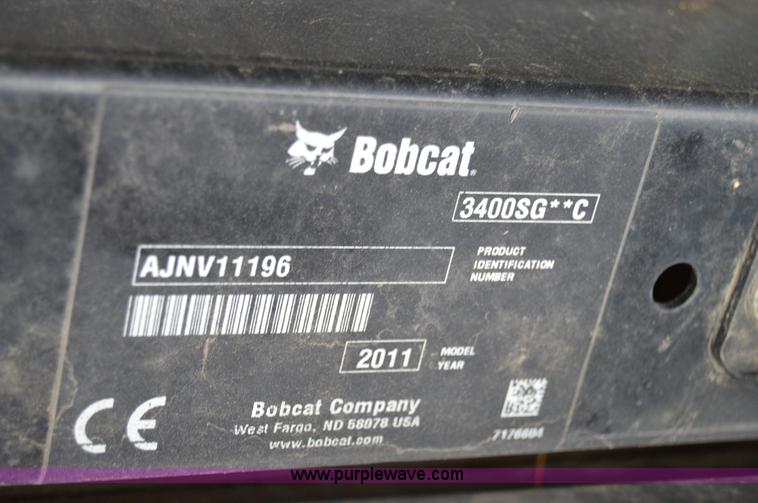 Bobcat.
3400SG**C
AJNV11196
PRODUCT
IDENTIFICATION
NUMBER
2011
MODEL
YEAR
CE
Bobcat Company
West Fargo, ND 58078 USA
www.bobcat.com
7176604
www.purplewave.com